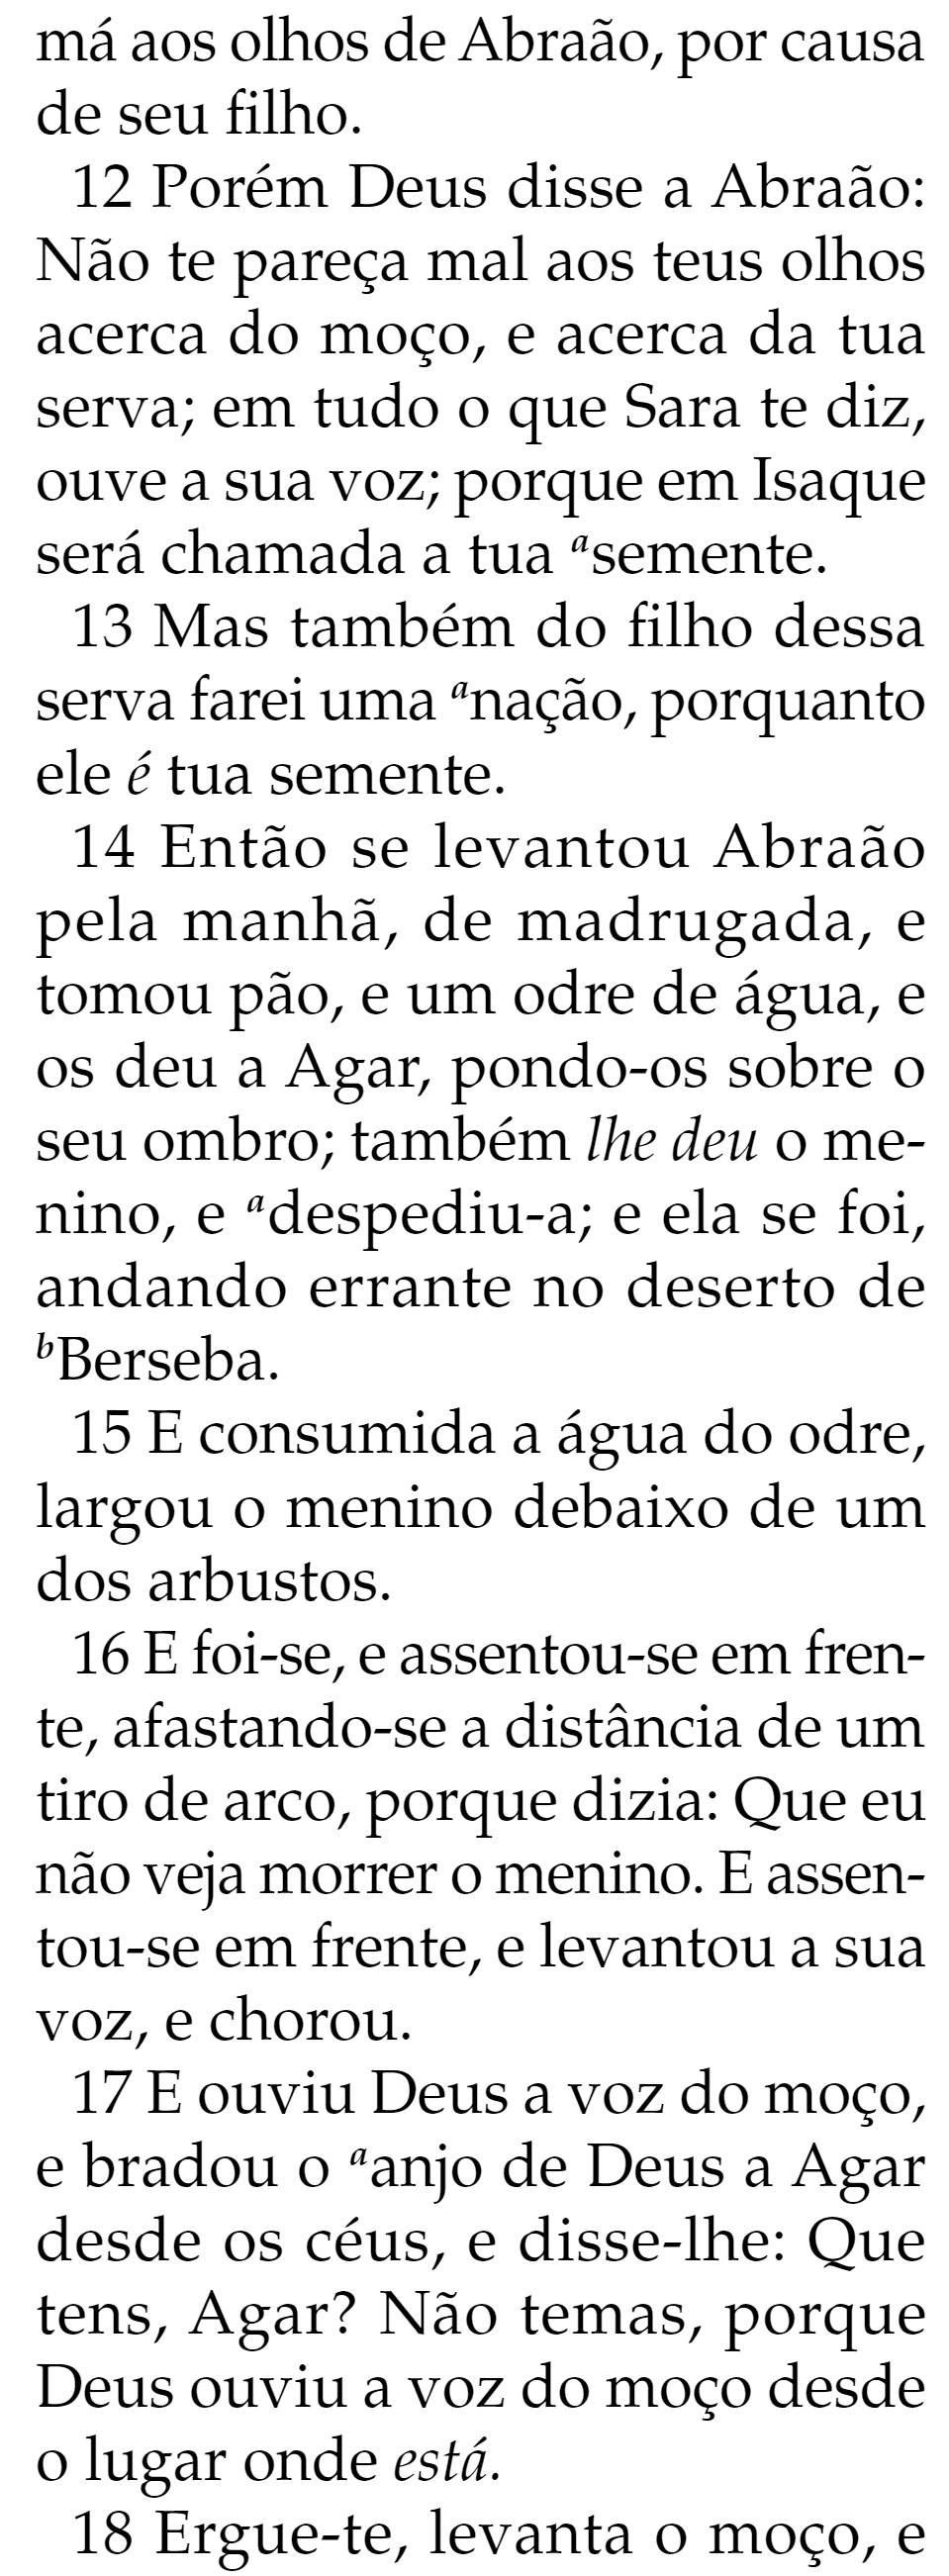 má aos olhos de Abraão, por causa
de seu filho.
12 Porém Deus disse a Abraão:
Não te pareça mal aos teus olhos
acerca do moço, e acerca da tua
serva; em tudo o que Sara te diz,
ouve a sua voz; porque em Isaque
será chamada a tua ᵃsemente.
13 Mas também do filho dessa
serva farei uma ᵃnação, porquanto
ele é tua semente.
14 Então se levantou Abraão
pela manhã, de madrugada, e
tomou pão, e um odre de água, e
os deu a Agar, pondo-os sobre o
seu ombro; também lhe deu o me-
nino, e ᵃdespediu-a; e ela se foi,
andando errante no deserto de
ᵇBerseba.
15 E consumida a água do odre,
largou o menino debaixo de um
dos arbustos.
16 E foi-se, e assentou-se em fren-
te, afastando-se a distância de um
tiro de arco, porque dizia: Que eu
não veja morrer o menino. E assen-
tou-se em frente, e levantou a sua
voz, e chorou.
17 E ouviu Deus a voz do moço,
e bradou o ᵃanjo de Deus a Agar
desde os céus, e disse-lhe: Que
tens, Agar? Não temas, porque
Deus ouviu a voz do moço desde
o lugar onde está.
18 Ergue-te, levanta o moço, e